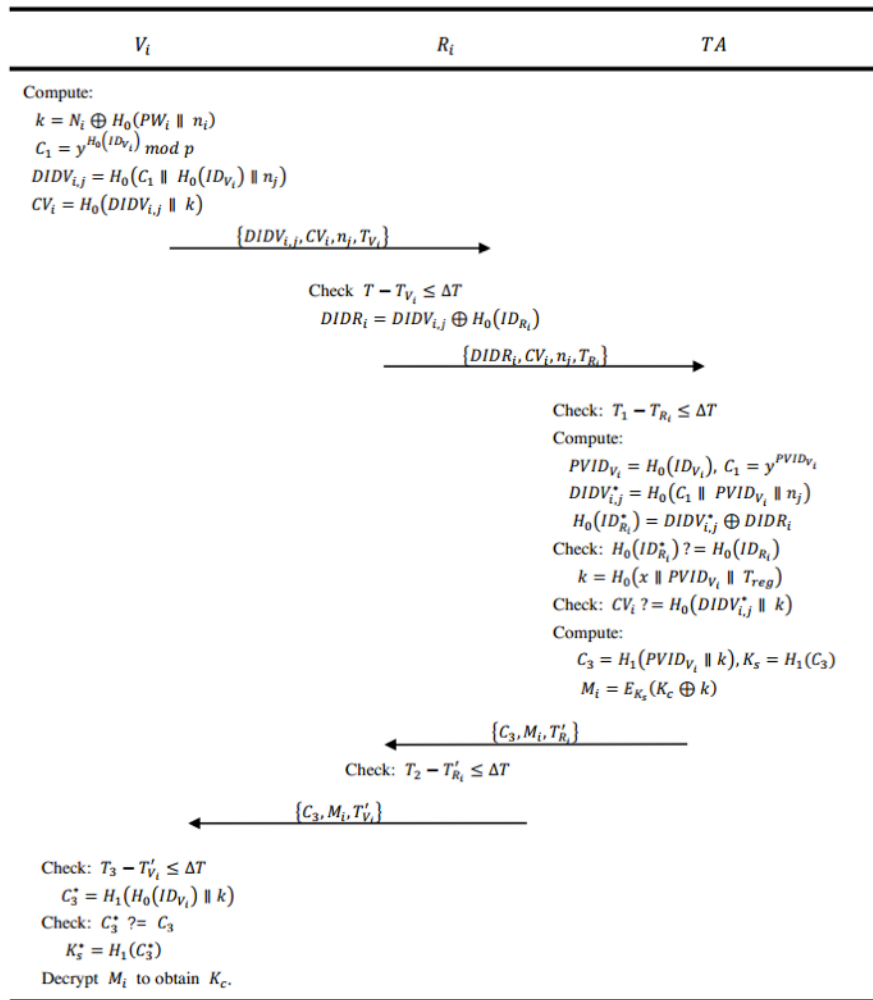 V_i R_i TA
Compute:
k = N_i ⊕ H_0(PW_i ∥ n_i)
C_1 = y^{H_0(ID_{V_i})} mod p
DIDV_{i,j} = H_0(C_1 ∥ H_0(ID_{V_i}) ∥ n_j)
CV_i = H_0(DIDV_{i,j} ∥ k)
{DIDV_{i,j}, CV_i, n_j, T_{V_i}}
Check T − T_{V_i} ≤ ΔT
DIDR_i = DIDV_{i,j} ⊕ H_0(ID_{R_i})
{DIDR_i, CV_i, n_j, T_{R_i}}
Check: T_1 − T_{R_i} ≤ ΔT
Compute:
PVID_{V_i} = H_0(ID_{V_i}), C_1 = y^{PVID_{V_i}}
DIDV^*_{i,j} = H_0(C_1 ∥ PVID_{V_i} ∥ n_j)
H_0(ID^*_{R_i}) = DIDV^*_{i,j} ⊕ DIDR_i
Check: H_0(ID^*_{R_i}) ?= H_0(ID_{R_i})
k = H_0(x ∥ PVID_{V_i} ∥ T_{reg})
Check: CV_i ?= H_0(DIDV^*_{i,j} ∥ k)
Compute:
C_3 = H_1(PVID_{V_i} ∥ k), K_s = H_1(C_3)
M_i = E_{K_s}(K_c ⊕ k)
{C_3, M_i, T'_{R_i}}
Check: T_2 − T'_{R_i} ≤ ΔT
{C_3, M_i, T'_{V_i}}
Check: T_3 − T'_{V_i} ≤ ΔT
C^*_3 = H_1(H_0(ID_{V_i}) ∥ k)
Check: C^*_3 ?= C_3
K^*_s = H_1(C^*_3)
Decrypt M_i to obtain K_c.